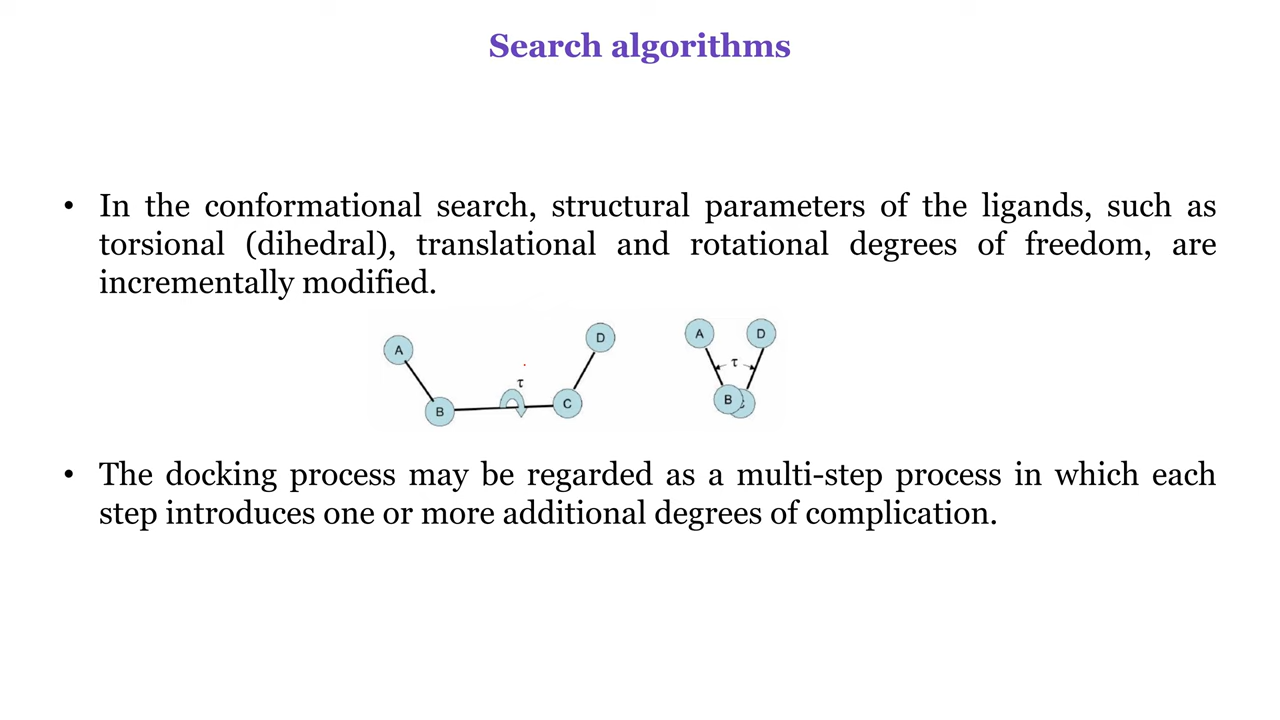 Search algorithms
• In the conformational search, structural parameters of the ligands, such as
torsional (dihedral), translational and rotational degrees of freedom, are
incrementally modified.
A B τ C D
A D τ B C
• The docking process may be regarded as a multi-step process in which each
step introduces one or more additional degrees of complication.